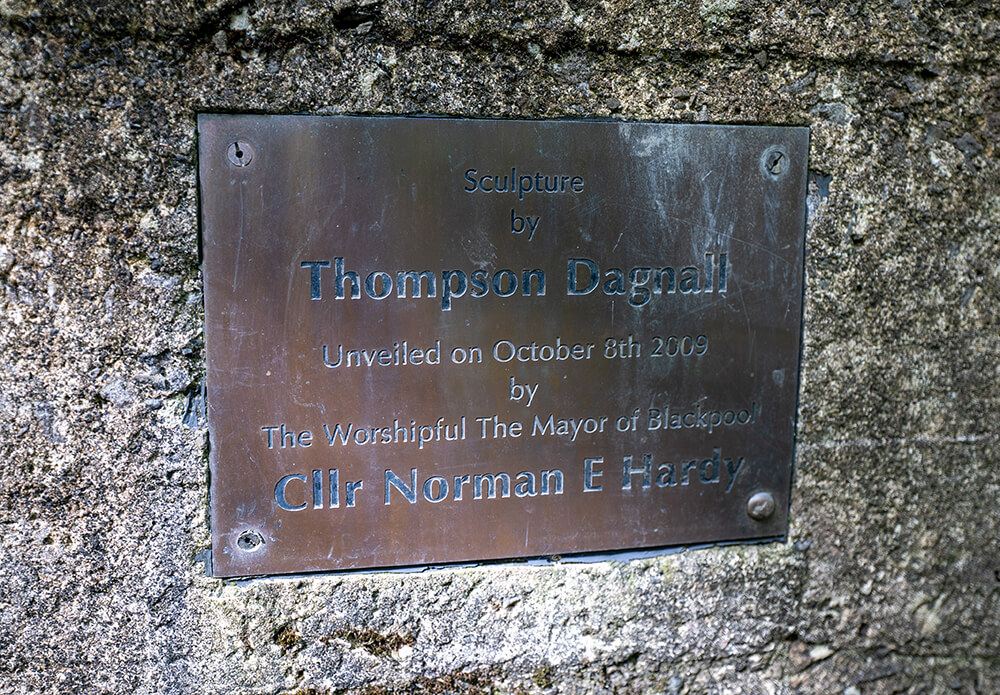 Sculpture
by
Thompson Dagnall
Unveiled on October 8th 2009
by
The Worshipful The Mayor of Blackpool
Cllr Norman E Hardy